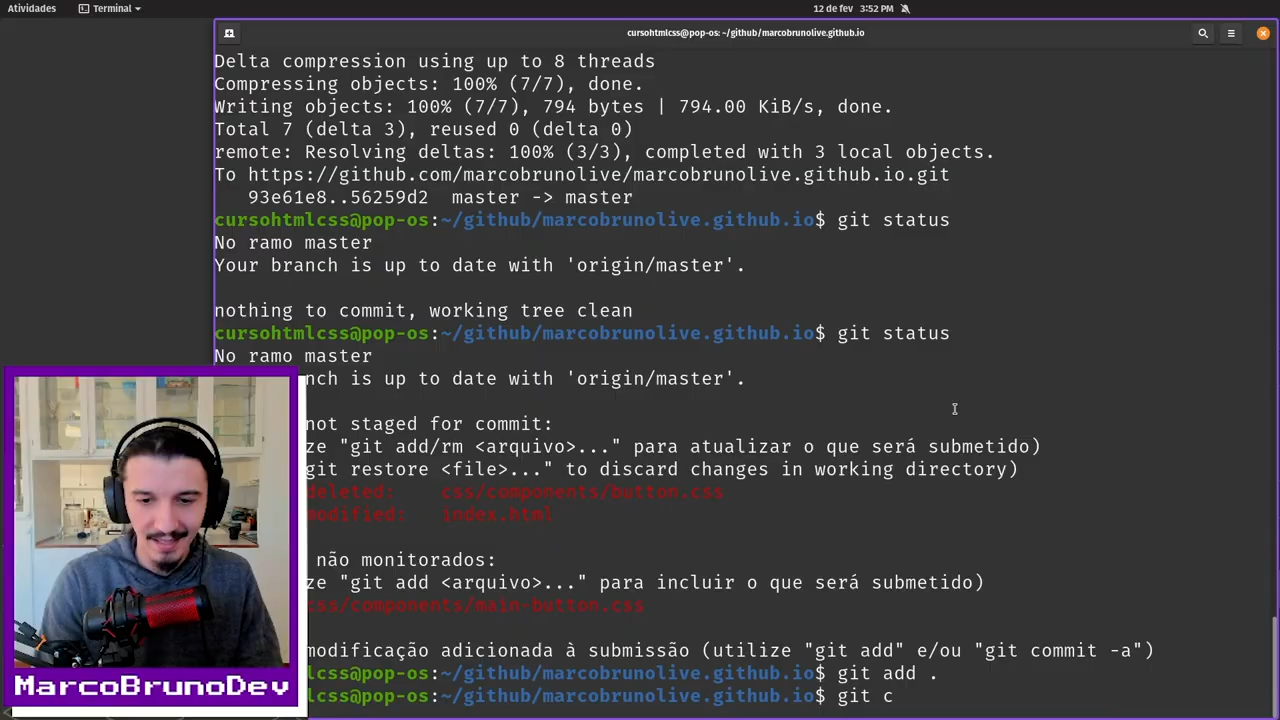 Atividades
Terminal
12 de fev 3:52 PM
cursohtmlcss@pop-os: ~/github/marcobrunolive.github.io
Delta compression using up to 8 threads
Compressing objects: 100% (7/7), done.
Writing objects: 100% (7/7), 794 bytes | 794.00 KiB/s, done.
Total 7 (delta 3), reused 0 (delta 0)
remote: Resolving deltas: 100% (3/3), completed with 3 local objects.
To https://github.com/marcobrunolive/marcobrunolive.github.io.git
93e61e8..56259d2 master -> master
cursohtmlcss@pop-os:~/github/marcobrunolive.github.io$ git status
No ramo master
Your branch is up to date with 'origin/master'.
nothing to commit, working tree clean
cursohtmlcss@pop-os:~/github/marcobrunolive.github.io$ git status
No ramo master
nch is up to date with 'origin/master'.
not staged for commit:
ze "git add/rm <arquivo>..." para atualizar o que será submetido)
git restore <file>..." to discard changes in working directory)
deleted: css/components/button.css
modified: index.html
não monitorados:
ze "git add <arquivo>..." para incluir o que será submetido)
css/components/main-button.css
modificação adicionada à submissão (utilize "git add" e/ou "git commit -a")
lcss@pop-os:~/github/marcobrunolive.github.io$ git add .
lcss@pop-os:~/github/marcobrunolive.github.io$ git c
MarcoBrunoDev